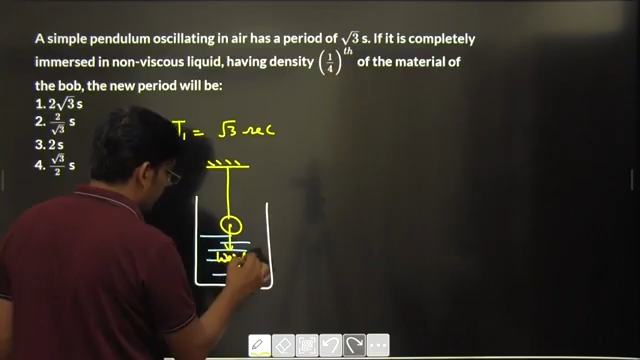 A simple pendulum oscillating in air has a period of √3 s. If it is completely
immersed in non-viscous liquid, having density (1/4)^th of the material of
the bob, the new period will be:
1. 2√3 s
2. 2/√3 s
3. 2 s
4. √3/2 s
T₁ = √3 sec